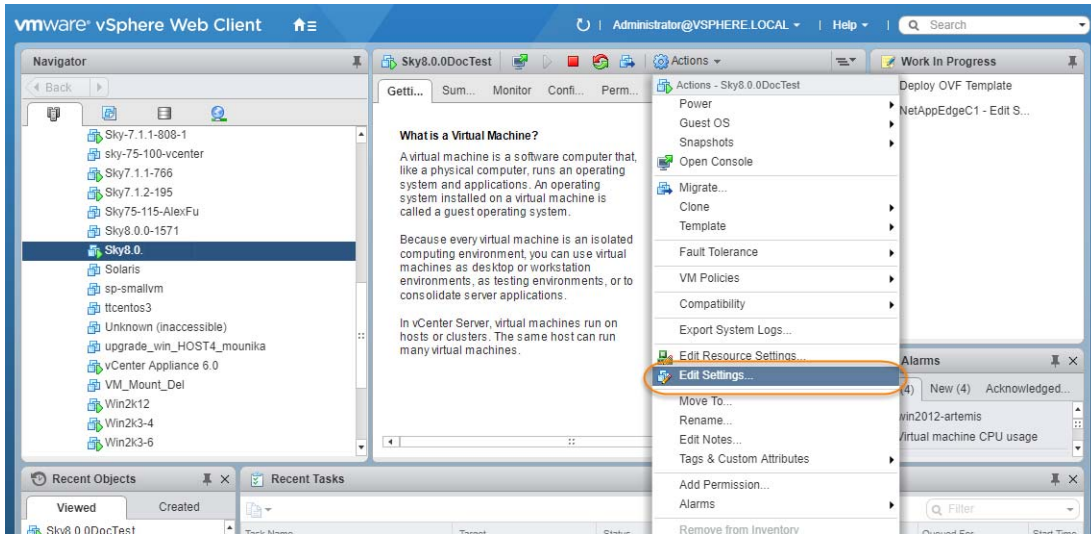 vmware® vSphere Web Client
Administrator@VSPHERE.LOCAL
Help
Search
Navigator
Back
Sky-7.1.1-808-1
sky-75-100-vcenter
Sky7.1.1-766
Sky7.1.2-195
Sky75-115-AlexFu
Sky8.0.0-1571
Sky8.0.
Solaris
sp-smallvm
ttcentos3
Unknown (inaccessible)
upgrade_win_HOST4_mounika
vCenter Appliance 6.0
VM_Mount_Del
Win2k12
Win2k3-4
Win2k3-6
Sky8.0.0DocTest
Actions
Getti... Sum... Monitor Confi... Perm...
What is a Virtual Machine?
A virtual machine is a software computer that,
like a physical computer, runs an operating
system and applications. An operating
system installed on a virtual machine is
called a guest operating system.
Because every virtual machine is an isolated
computing environment, you can use virtual
machines as desktop or workstation
environments, as testing environments, or to
consolidate server applications.
In vCenter Server, virtual machines run on
hosts or clusters. The same host can run
many virtual machines.
Actions - Sky8.0.0DocTest
Power
Guest OS
Snapshots
Open Console
Migrate...
Clone
Template
Fault Tolerance
VM Policies
Compatibility
Export System Logs...
Edit Resource Settings...
Edit Settings...
Move To...
Rename...
Edit Notes...
Tags & Custom Attributes
Add Permission...
Alarms
Remove from Inventory
Work In Progress
Deploy OVF Template
NetAppEdgeC1 - Edit S...
Alarms
(4) New (4) Acknowledged...
win2012-artemis
Virtual machine CPU usage
Recent Objects
Viewed Created
Sky8.0.0DocTest
Recent Tasks
Filter
Task Name Target Status Queued For Start Time